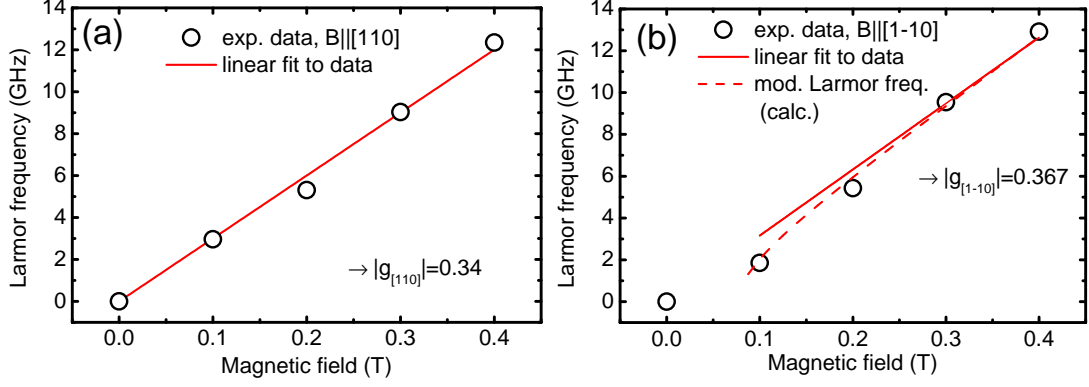 (a)
exp. data, B||[110]
linear fit to data
→ |g[110]|=0.34
Larmor frequency (GHz)
14
12
10
8
6
4
2
0
0.0 0.1 0.2 0.3 0.4
Magnetic field (T)
(b)
exp. data, B||[1-10]
linear fit to data
mod. Larmor freq.
(calc.)
→ |g[1-10]|=0.367
Larmor frequency (GHz)
14
12
10
8
6
4
2
0
0.0 0.1 0.2 0.3 0.4
Magnetic field (T)